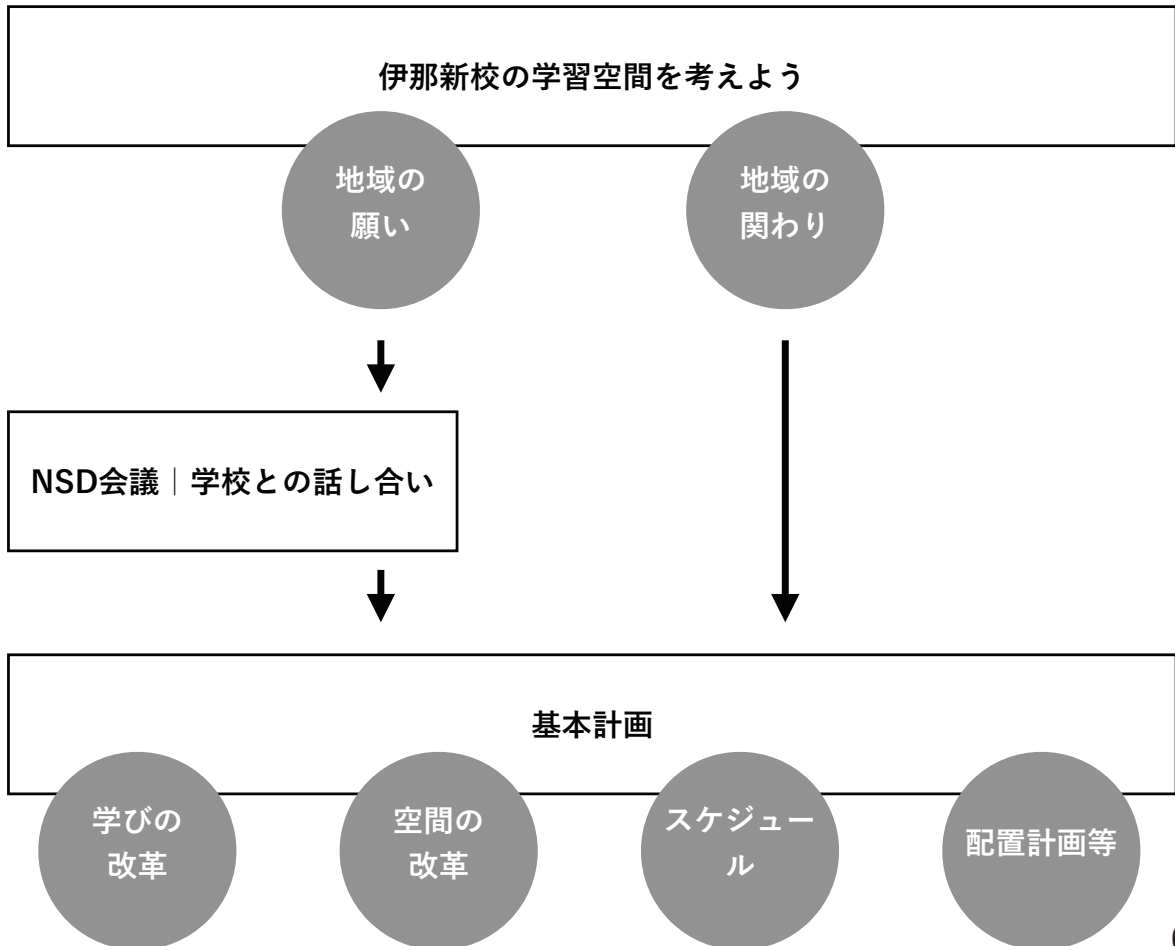 伊那新校の学習空間を考えよう
地域の
願い
地域の
関わり
NSD会議｜学校との話し合い
基本計画
学びの
改革
空間の
改革
スケジュー
ル
配置計画等